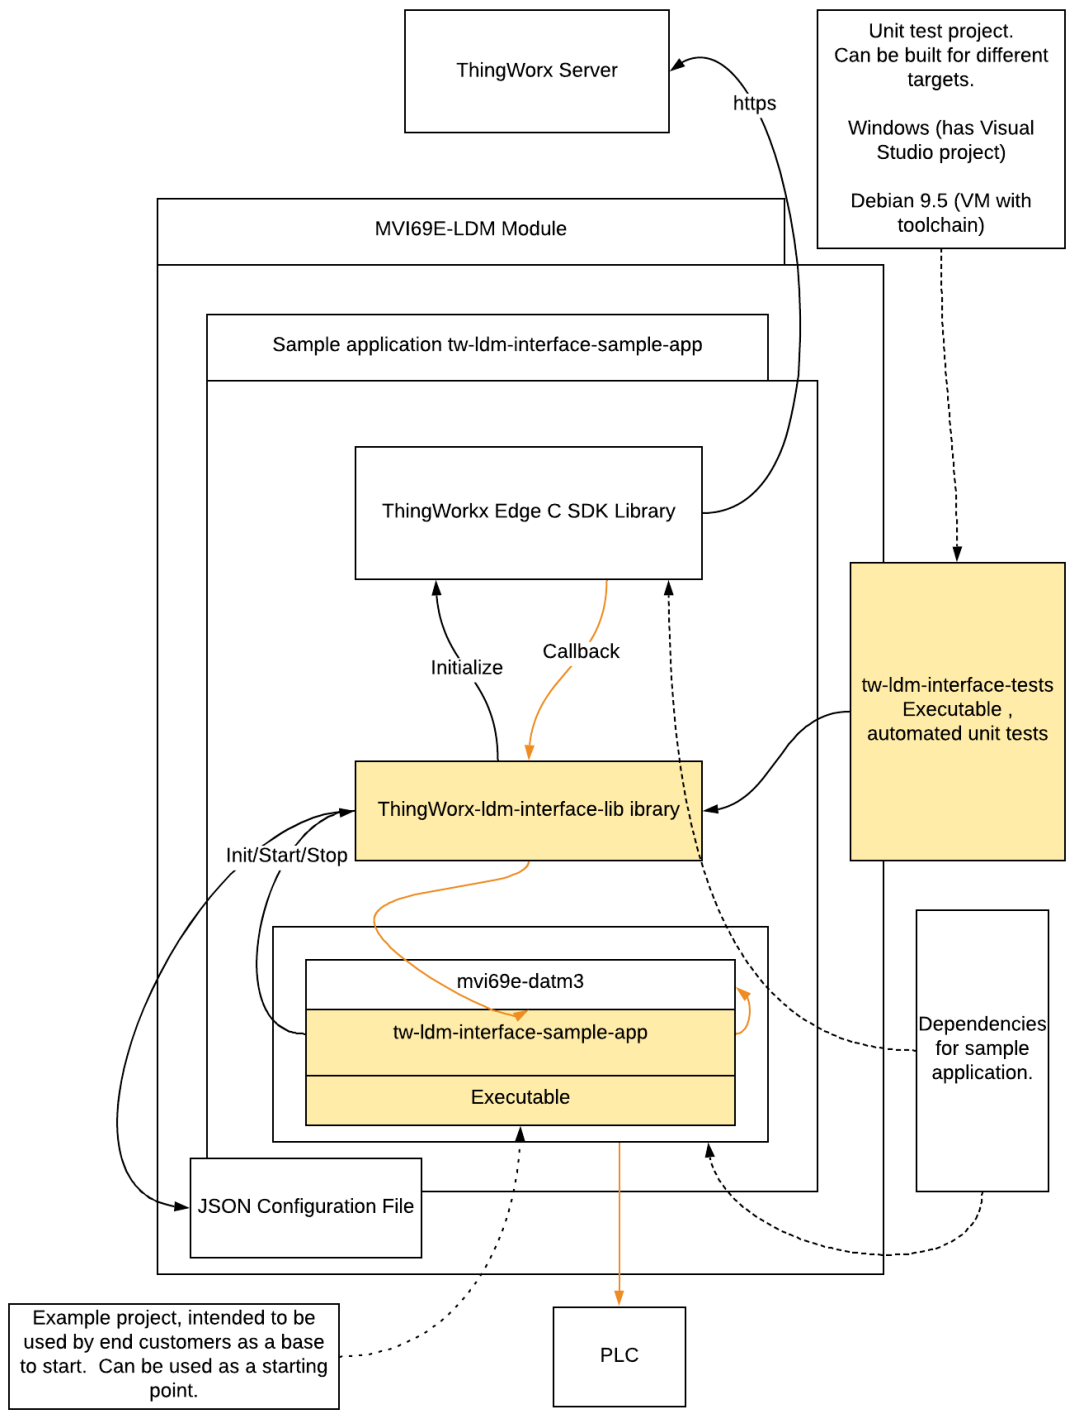 ThingWorx Server
Unit test project.
Can be built for different
targets.
Windows (has Visual
Studio project)
Debian 9.5 (VM with
toolchain)
https
MVI69E-LDM Module
Sample application tw-ldm-interface-sample-app
ThingWorkx Edge C SDK Library
Callback
Initialize
tw-ldm-interface-tests
Executable ,
automated unit tests
ThingWorx-ldm-interface-lib ibrary
Init/Start/Stop
mvi69e-datm3
tw-ldm-interface-sample-app
Executable
Dependencies
for sample
application.
JSON Configuration File
Example project, intended to be
used by end customers as a base
to start.  Can be used as a starting
point.
PLC